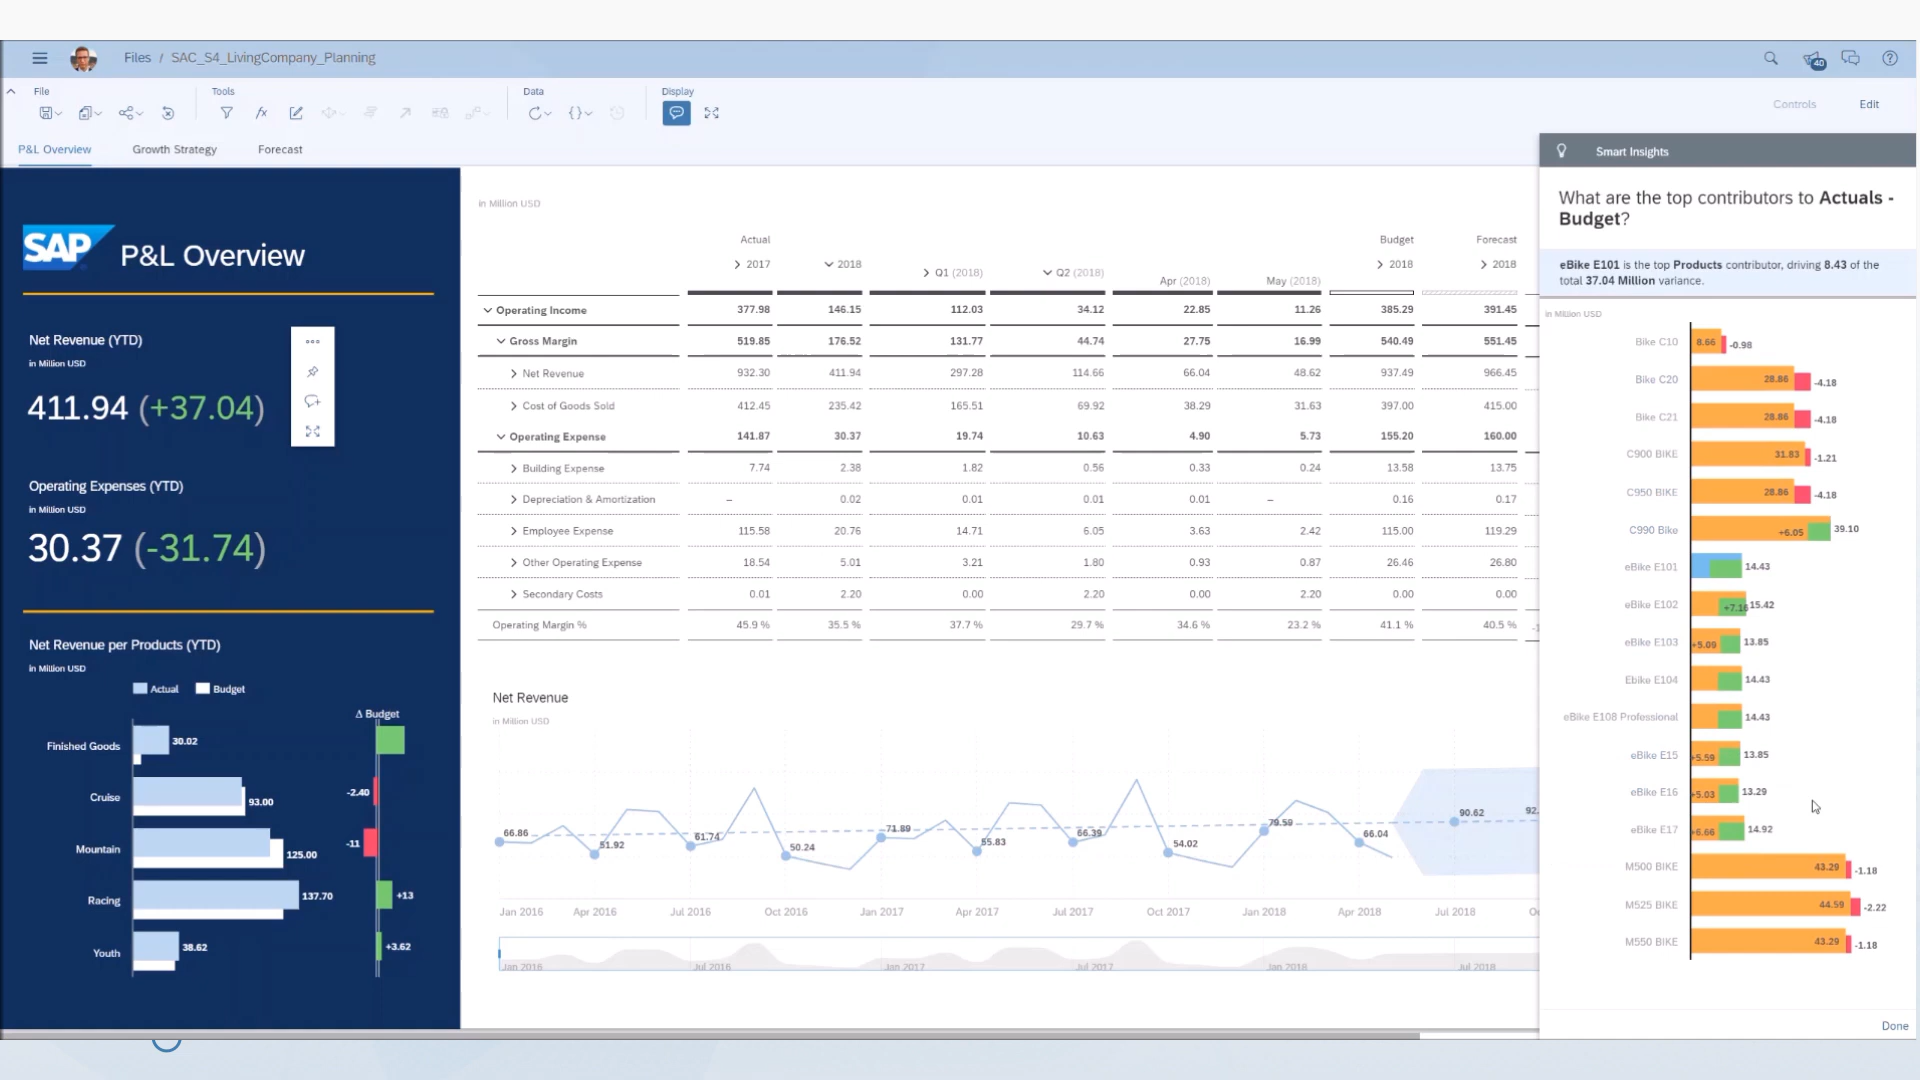 Files / SAC_S4_LivingCompany_Planning
40
File
Tools
Data
Display
Controls
Edit
P&L Overview
Growth Strategy
Forecast
SAP P&L Overview
Net Revenue (YTD)
in Million USD
411.94 (+37.04)
Operating Expenses (YTD)
in Million USD
30.37 (-31.74)
Net Revenue per Products (YTD)
in Million USD
Actual Budget
Δ Budget
Finished Goods 30.02
Cruise 93.00 -2.40
Mountain 125.00 -11
Racing 137.70 +13
Youth 38.62 +3.62
in Million USD
Actual Budget Forecast
2017 2018 Q1 (2018) Q2 (2018) Apr (2018) May (2018) 2018 2018
Operating Income 377.98 146.15 112.03 34.12 22.85 11.26 385.29 391.45
Gross Margin 519.85 176.52 131.77 44.74 27.75 16.99 540.49 551.45
Net Revenue 932.30 411.94 297.28 114.66 66.04 48.62 937.49 966.45
Cost of Goods Sold 412.45 235.42 165.51 69.92 38.29 31.63 397.00 415.00
Operating Expense 141.87 30.37 19.74 10.63 4.90 5.73 155.20 160.00
Building Expense 7.74 2.38 1.82 0.56 0.33 0.24 13.58 13.75
Depreciation & Amortization – 0.02 0.01 0.01 0.01 – 0.16 0.17
Employee Expense 115.58 20.76 14.71 6.05 3.63 2.42 115.00 119.29
Other Operating Expense 18.54 5.01 3.21 1.80 0.93 0.87 26.46 26.80
Secondary Costs 0.01 2.20 0.00 2.20 0.00 2.20 0.00 0.00
Operating Margin % 45.9 % 35.5 % 37.7 % 29.7 % 34.6 % 23.2 % 41.1 % 40.5 %
Net Revenue
in Million USD
66.86 51.92 61.74 50.24 71.89 55.83 66.39 54.02 79.59 66.04 90.62 92.
Jan 2016 Apr 2016 Jul 2016 Oct 2016 Jan 2017 Apr 2017 Jul 2017 Oct 2017 Jan 2018 Apr 2018 Jul 2018
Jan 2016 Jul 2016 Jan 2017 Jul 2017 Jan 2018 Jul 2018
Smart Insights
What are the top contributors to Actuals -
Budget?
eBike E101 is the top Products contributor, driving 8.43 of the
total 37.04 Million variance.
in Million USD
Bike C10 8.66 -0.98
Bike C20 28.86 -4.18
Bike C21 28.86 -4.18
C900 BIKE 31.83 -1.21
C950 BIKE 28.86 -4.18
C990 Bike +6.05 39.10
eBike E101 14.43
eBike E102 +7.16 15.42
eBike E103 +5.09 13.85
Ebike E104 14.43
eBike E108 Professional 14.43
eBike E15 +5.59 13.85
eBike E16 +5.03 13.29
eBike E17 +6.66 14.92
M500 BIKE 43.29 -1.18
M525 BIKE 44.59 -2.22
M550 BIKE 43.29 -1.18
Done